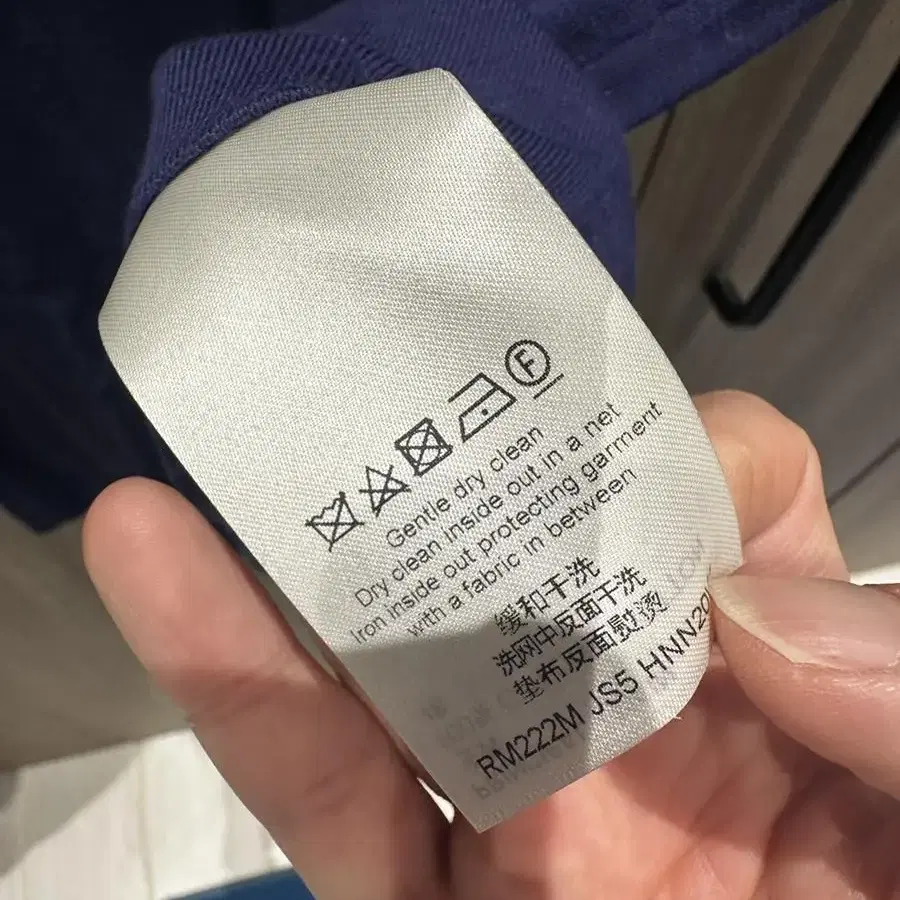 F
Gentle dry clean
Dry clean inside out in a net
Iron inside out protecting garment
with a fabric in between
缓和干洗
洗网中反面干洗
垫布反面熨烫
RM222M JS5 HNN20